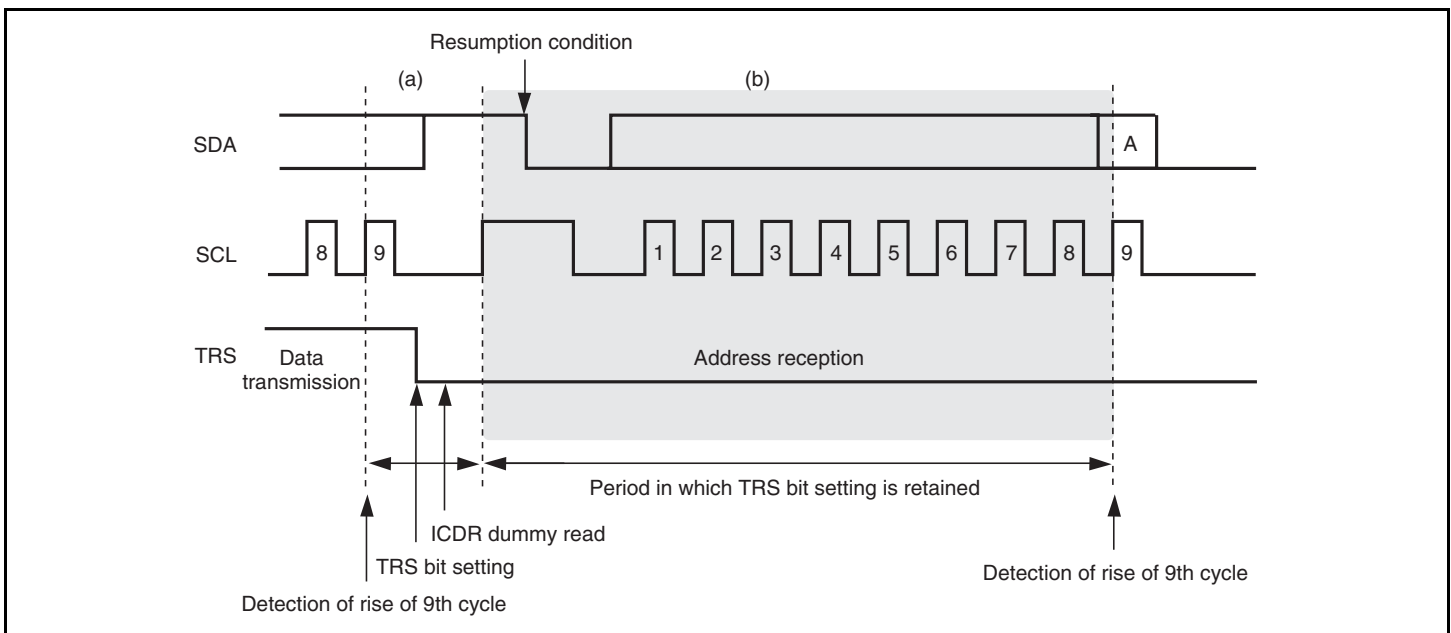 Resumption condition
(a)
(b)
SDA
A
SCL
8
9
1
2
3
4
5
6
7
8
9
TRS
Data
transmission
Address reception
Period in which TRS bit setting is retained
ICDR dummy read
TRS bit setting
Detection of rise of 9th cycle
Detection of rise of 9th cycle